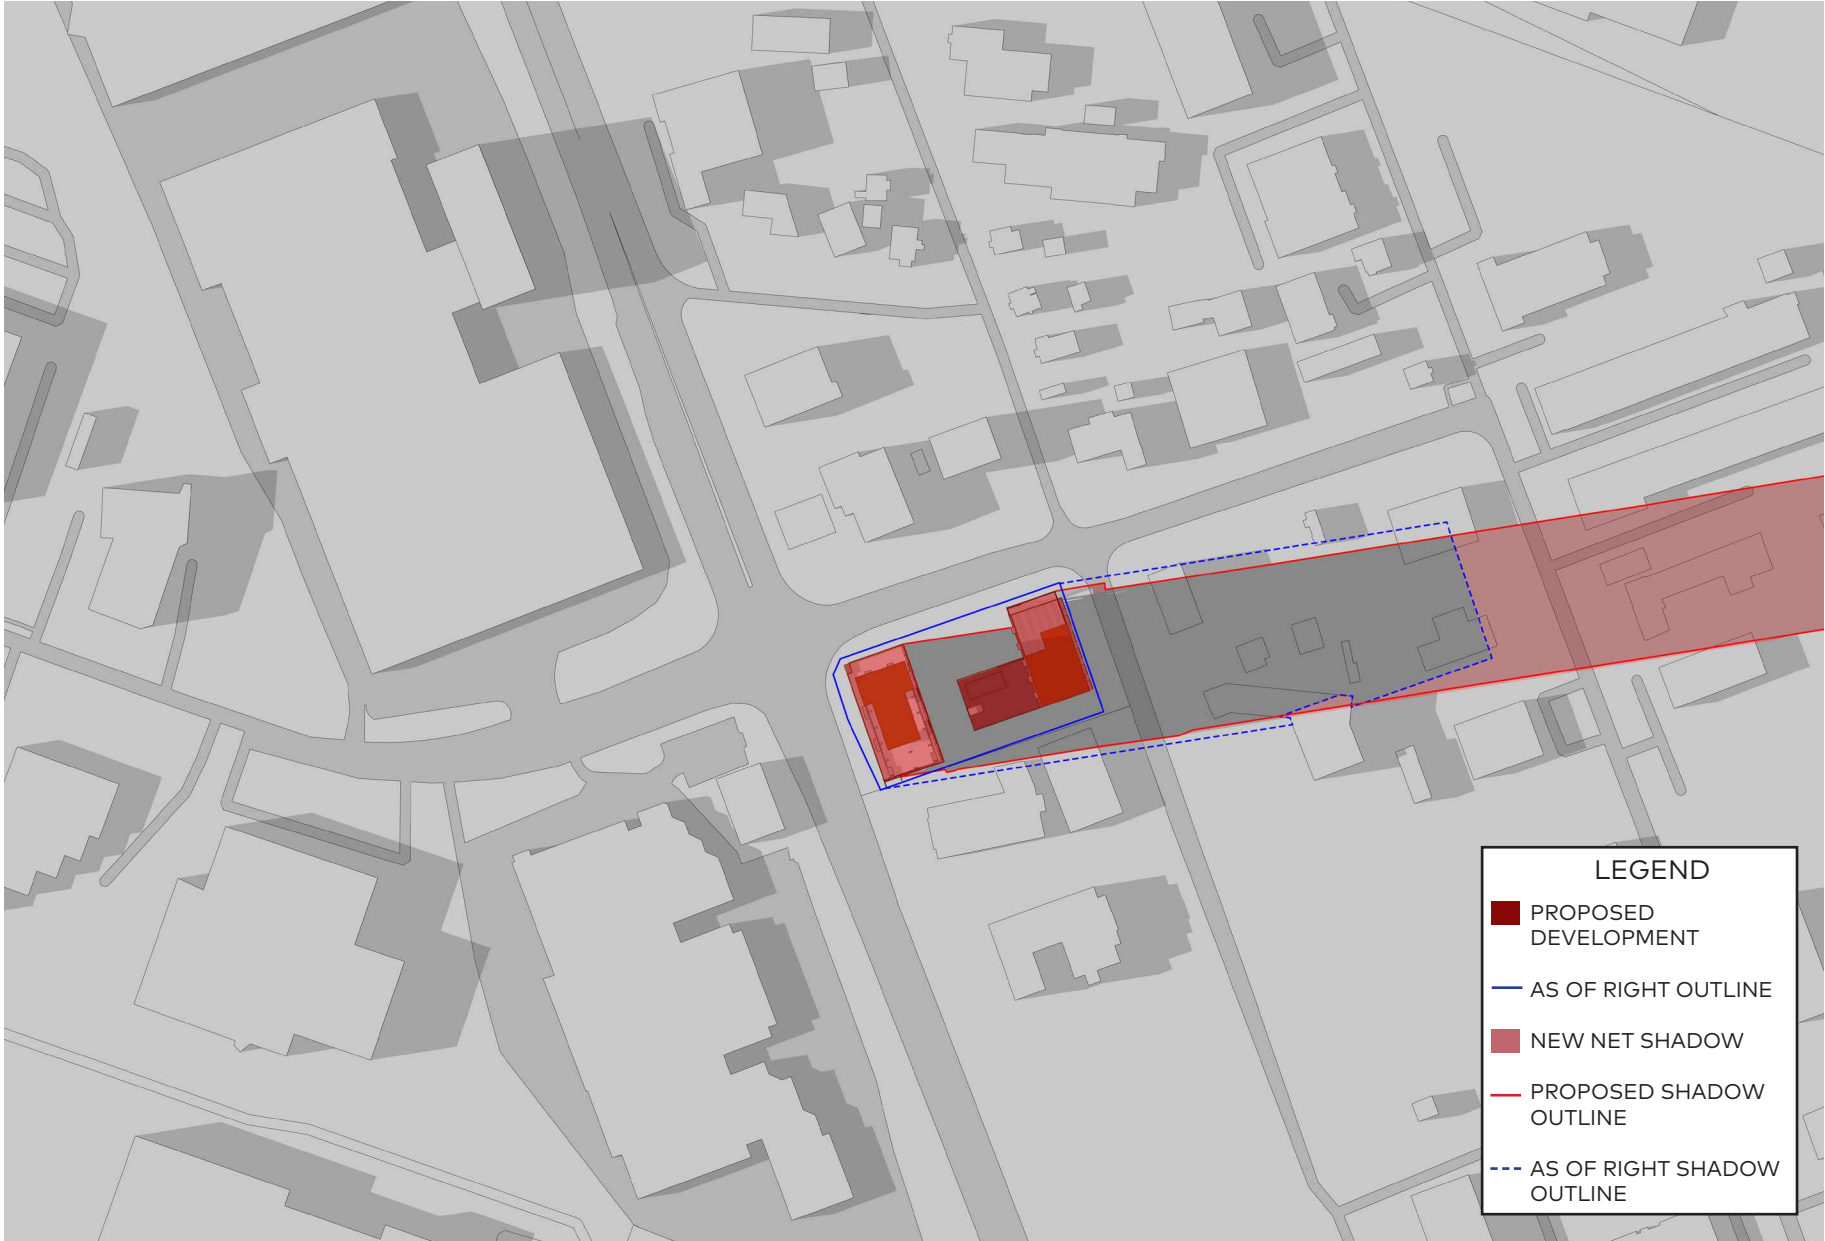 LEGEND
PROPOSED
DEVELOPMENT
AS OF RIGHT OUTLINE
NEW NET SHADOW
PROPOSED SHADOW
OUTLINE
AS OF RIGHT SHADOW
OUTLINE